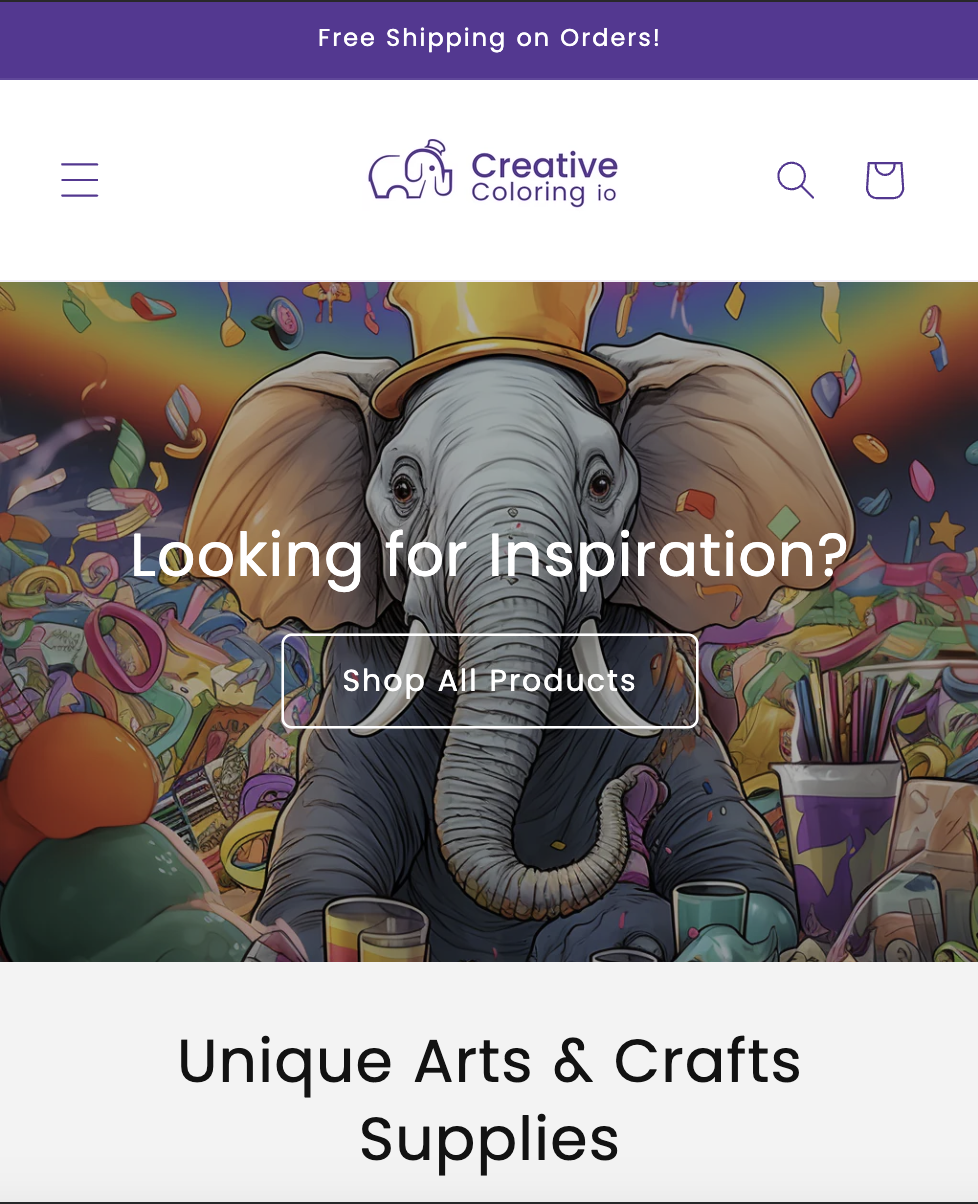 Free Shipping on Orders!
Creative
Coloring io
Looking for Inspiration?
Shop All Products
Unique Arts & Crafts
Supplies